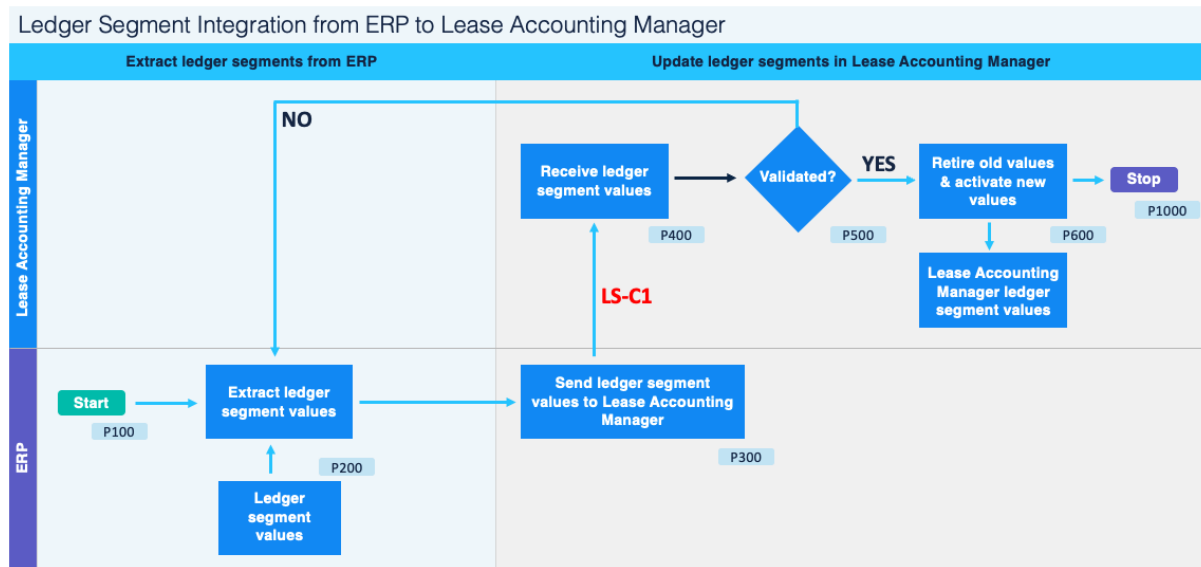 Ledger Segment Integration from ERP to Lease Accounting Manager
Extract ledger segments from ERP
Update ledger segments in Lease Accounting Manager
Lease Accounting Manager
NO
Receive ledger
segment values
P400
Validated?
P500
YES
Retire old values
& activate new
values
P600
Stop
P1000
Lease Accounting
Manager ledger
segment values
LS-C1
ERP
Start
P100
Extract ledger
segment values
P200
Ledger
segment
values
Send ledger segment
values to Lease Accounting
Manager
P300